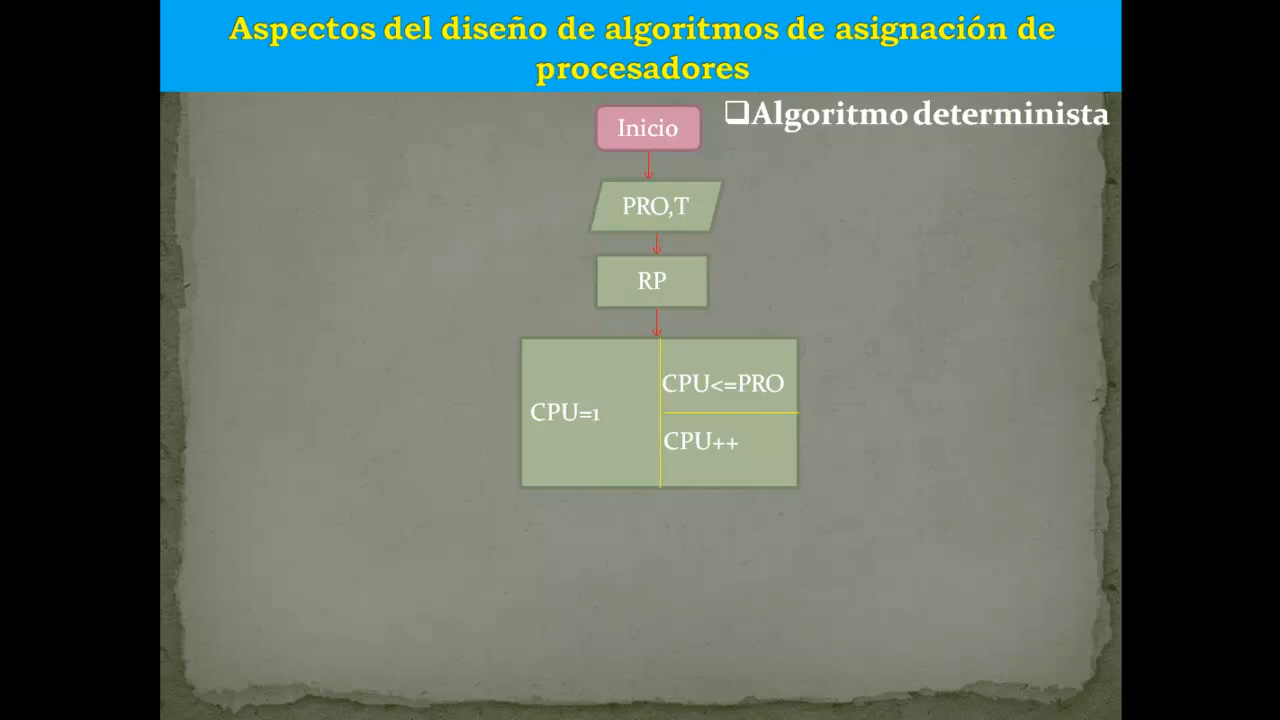 Aspectos del diseño de algoritmos de asignación de
procesadores
❑Algoritmo determinista
Inicio
PRO,T
RP
CPU=1
CPU<=PRO
CPU++